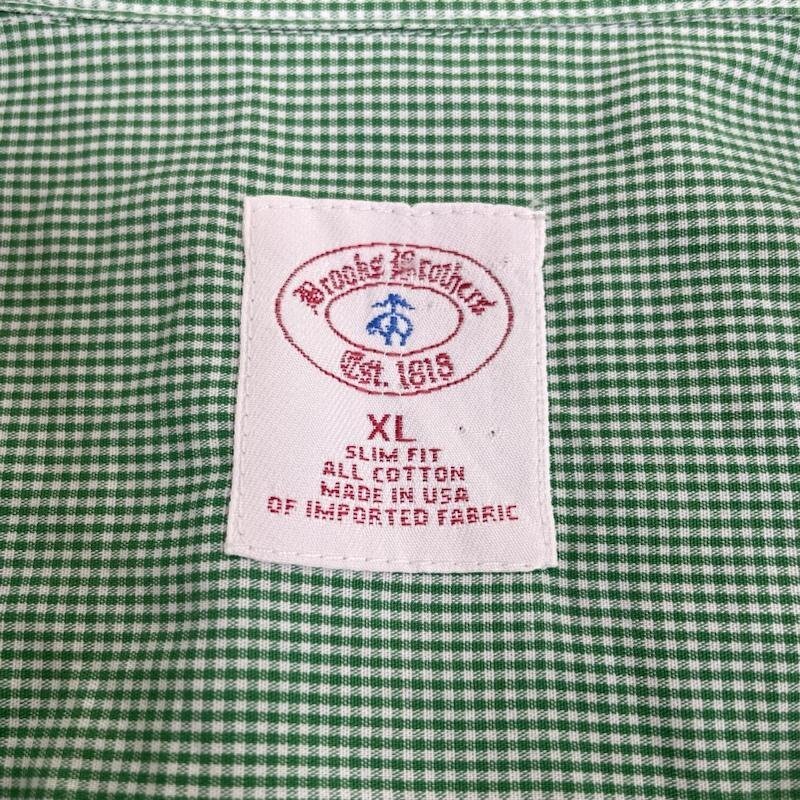 Brooks Brothers
Est. 1818
XL
SLIM FIT
ALL COTTON
MADE IN USA
OF IMPORTED FABRIC